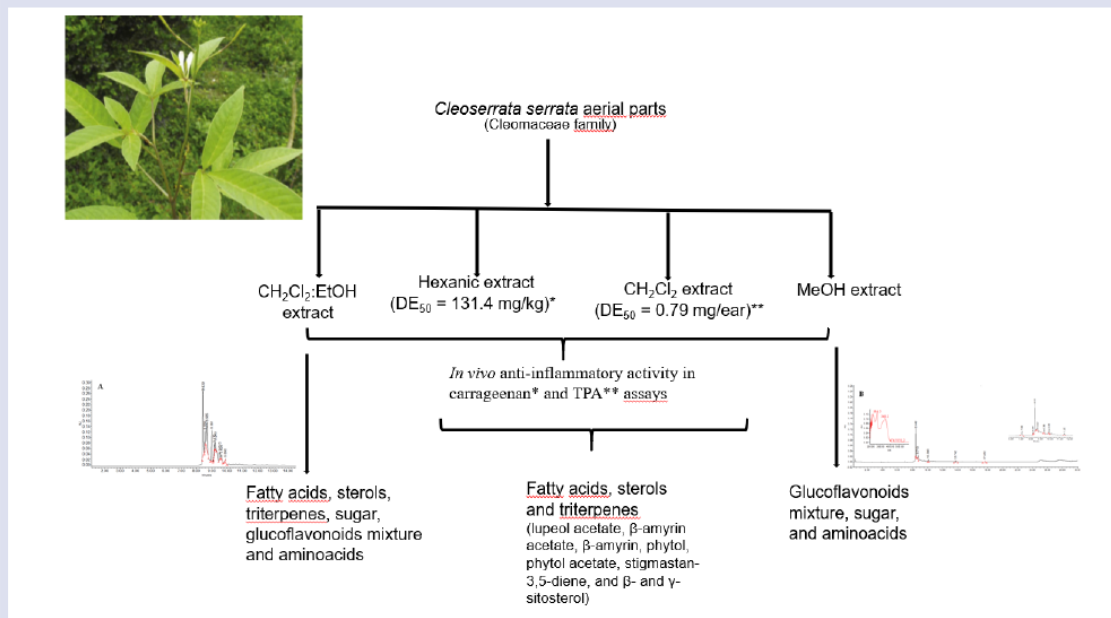 Cleoserrata serrata aerial parts
(Cleomaceae family)
CH₂Cl₂:EtOH
extract
Hexanic extract
(DE₅₀ = 131.4 mg/kg)*
CH₂Cl₂ extract
(DE₅₀ = 0.79 mg/ear)**
MeOH extract
In vivo anti-inflammatory activity in
carrageenan* and TPA** assays
A
B
Fatty acids, sterols,
triterpenes, sugar,
glucoflavonoids mixture
and aminoacids
Fatty acids, sterols
and triterpenes
(lupeol acetate, β-amyrin
acetate, β-amyrin, phytol,
phytol acetate, stigmastan-
3,5-diene, and β- and γ-
sitosterol)
Glucoflavonoids
mixture, sugar,
and aminoacids